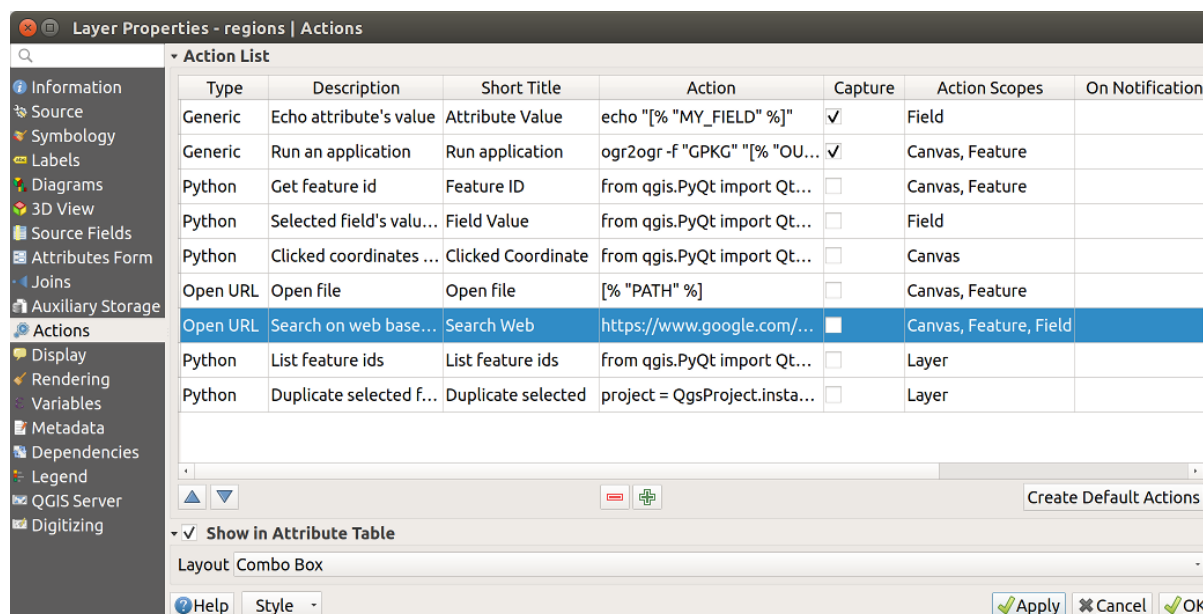 Layer Properties - regions | Actions
Information
Source
Symbology
Labels
Diagrams
3D View
Source Fields
Attributes Form
Joins
Auxiliary Storage
Actions
Display
Rendering
Variables
Metadata
Dependencies
Legend
QGIS Server
Digitizing
Action List
Type Description Short Title Action Capture Action Scopes On Notification
Generic Echo attribute's value Attribute Value echo "[% "MY_FIELD" %]" Field
Generic Run an application Run application ogr2ogr -f "GPKG" "[% "OU... Canvas, Feature
Python Get feature id Feature ID from qgis.PyQt import Qt... Canvas, Feature
Python Selected field's valu... Field Value from qgis.PyQt import Qt... Field
Python Clicked coordinates ... Clicked Coordinate from qgis.PyQt import Qt... Canvas
Open URL Open file Open file [% "PATH" %] Canvas, Feature
Open URL Search on web base... Search Web https://www.google.com/... Canvas, Feature, Field
Python List feature ids List feature ids from qgis.PyQt import Qt... Layer
Python Duplicate selected f... Duplicate selected project = QgsProject.insta... Layer
Create Default Actions
Show in Attribute Table
Layout Combo Box
Help Style Apply Cancel OK